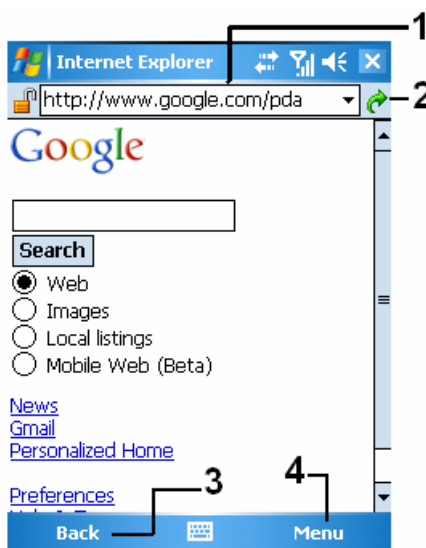 1
Internet Explorer
http://www.google.com/pda
2
Google
Search
Web
Images
Local listings
Mobile Web (Beta)
News
Gmail
Personalized Home
3
4
Preferences
Back
Menu